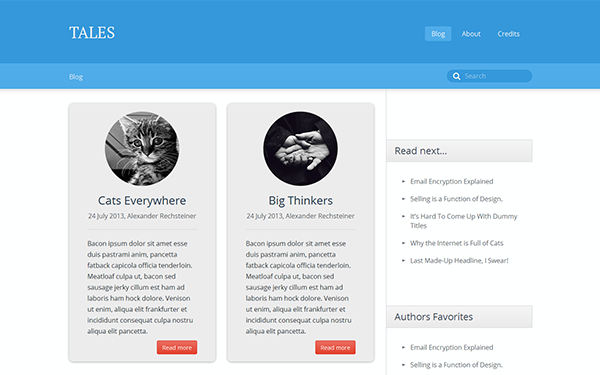 TALES
Blog
About
Credits
Blog
Search
Cats Everywhere
24 July 2013, Alexander Rechsteiner
Bacon ipsum dolor sit amet esse
duis pastrami anim, pancetta
fatback capicola officia tenderloin.
Meatloaf culpa ut, bacon sed
sausage jerky cillum est ham ad
laboris ham hock dolore. Venison
ut enim, aliqua elit frankfurter et
incididunt consequat culpa nostru
aliqua elit pancetta.
Read more
Big Thinkers
24 July 2013, Alexander Rechsteiner
Bacon ipsum dolor sit amet esse
duis pastrami anim, pancetta
fatback capicola officia tenderloin.
Meatloaf culpa ut, bacon sed
sausage jerky cillum est ham ad
laboris ham hock dolore. Venison
ut enim, aliqua elit frankfurter et
incididunt consequat culpa nostru
aliqua elit pancetta.
Read more
Read next...
Email Encryption Explained
Selling is a Function of Design.
It's Hard To Come Up With Dummy
Titles
Why the Internet is Full of Cats
Last Made-Up Headline, I Swear!
Authors Favorites
Email Encryption Explained
Selling is a Function of Design.